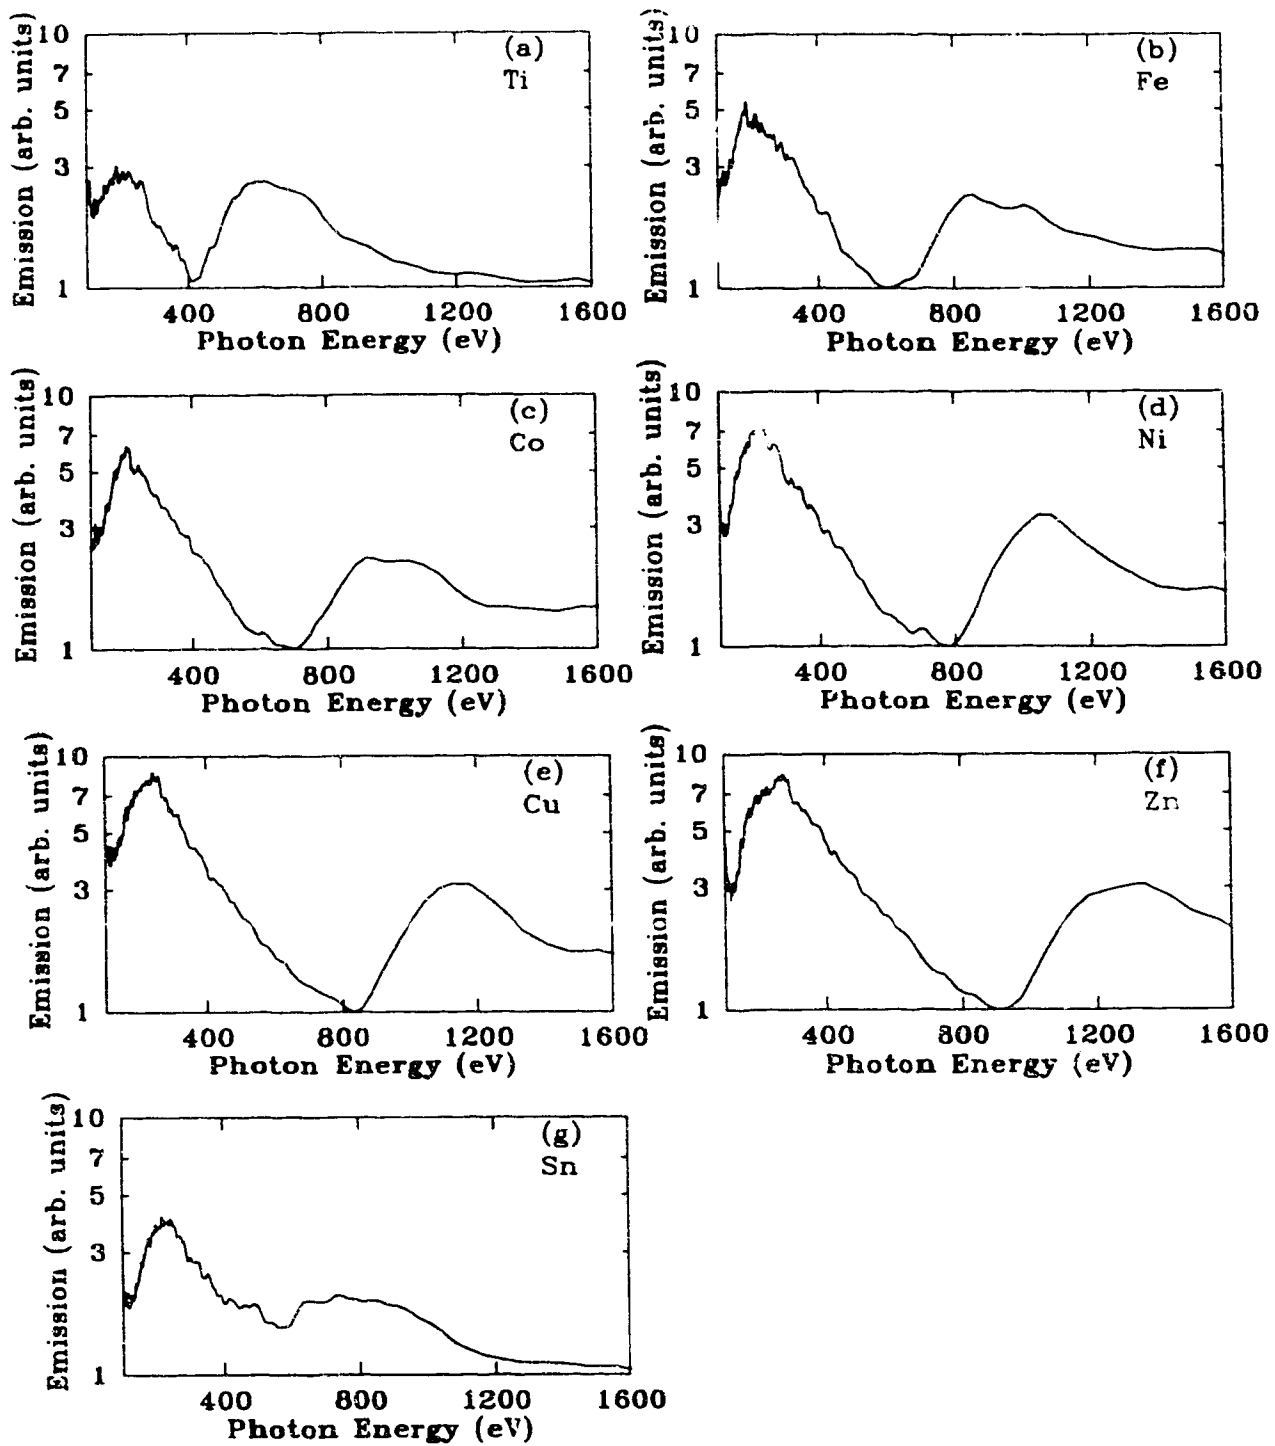 Emission (arb. units)
10
7
5
3
1
(a)
Ti
400
800
1200
1600
Photon Energy (eV)
Emission (arb. units)
10
7
5
3
1
(b)
Fe
400
800
1200
1600
Photon Energy (eV)
Emission (arb. units)
10
7
5
3
1
(c)
Co
400
800
1200
1600
Photon Energy (eV)
Emission (arb. units)
10
7
5
3
1
(d)
Ni
400
800
1200
1600
Photon Energy (eV)
Emission (arb. units)
10
7
5
3
1
(e)
Cu
400
800
1200
1600
Photon Energy (eV)
Emission (arb. units)
10
7
5
3
1
(f)
Zn
400
800
1200
1600
Photon Energy (eV)
Emission (arb. units)
10
7
5
3
1
(g)
Sn
400
800
1200
1600
Photon Energy (eV)